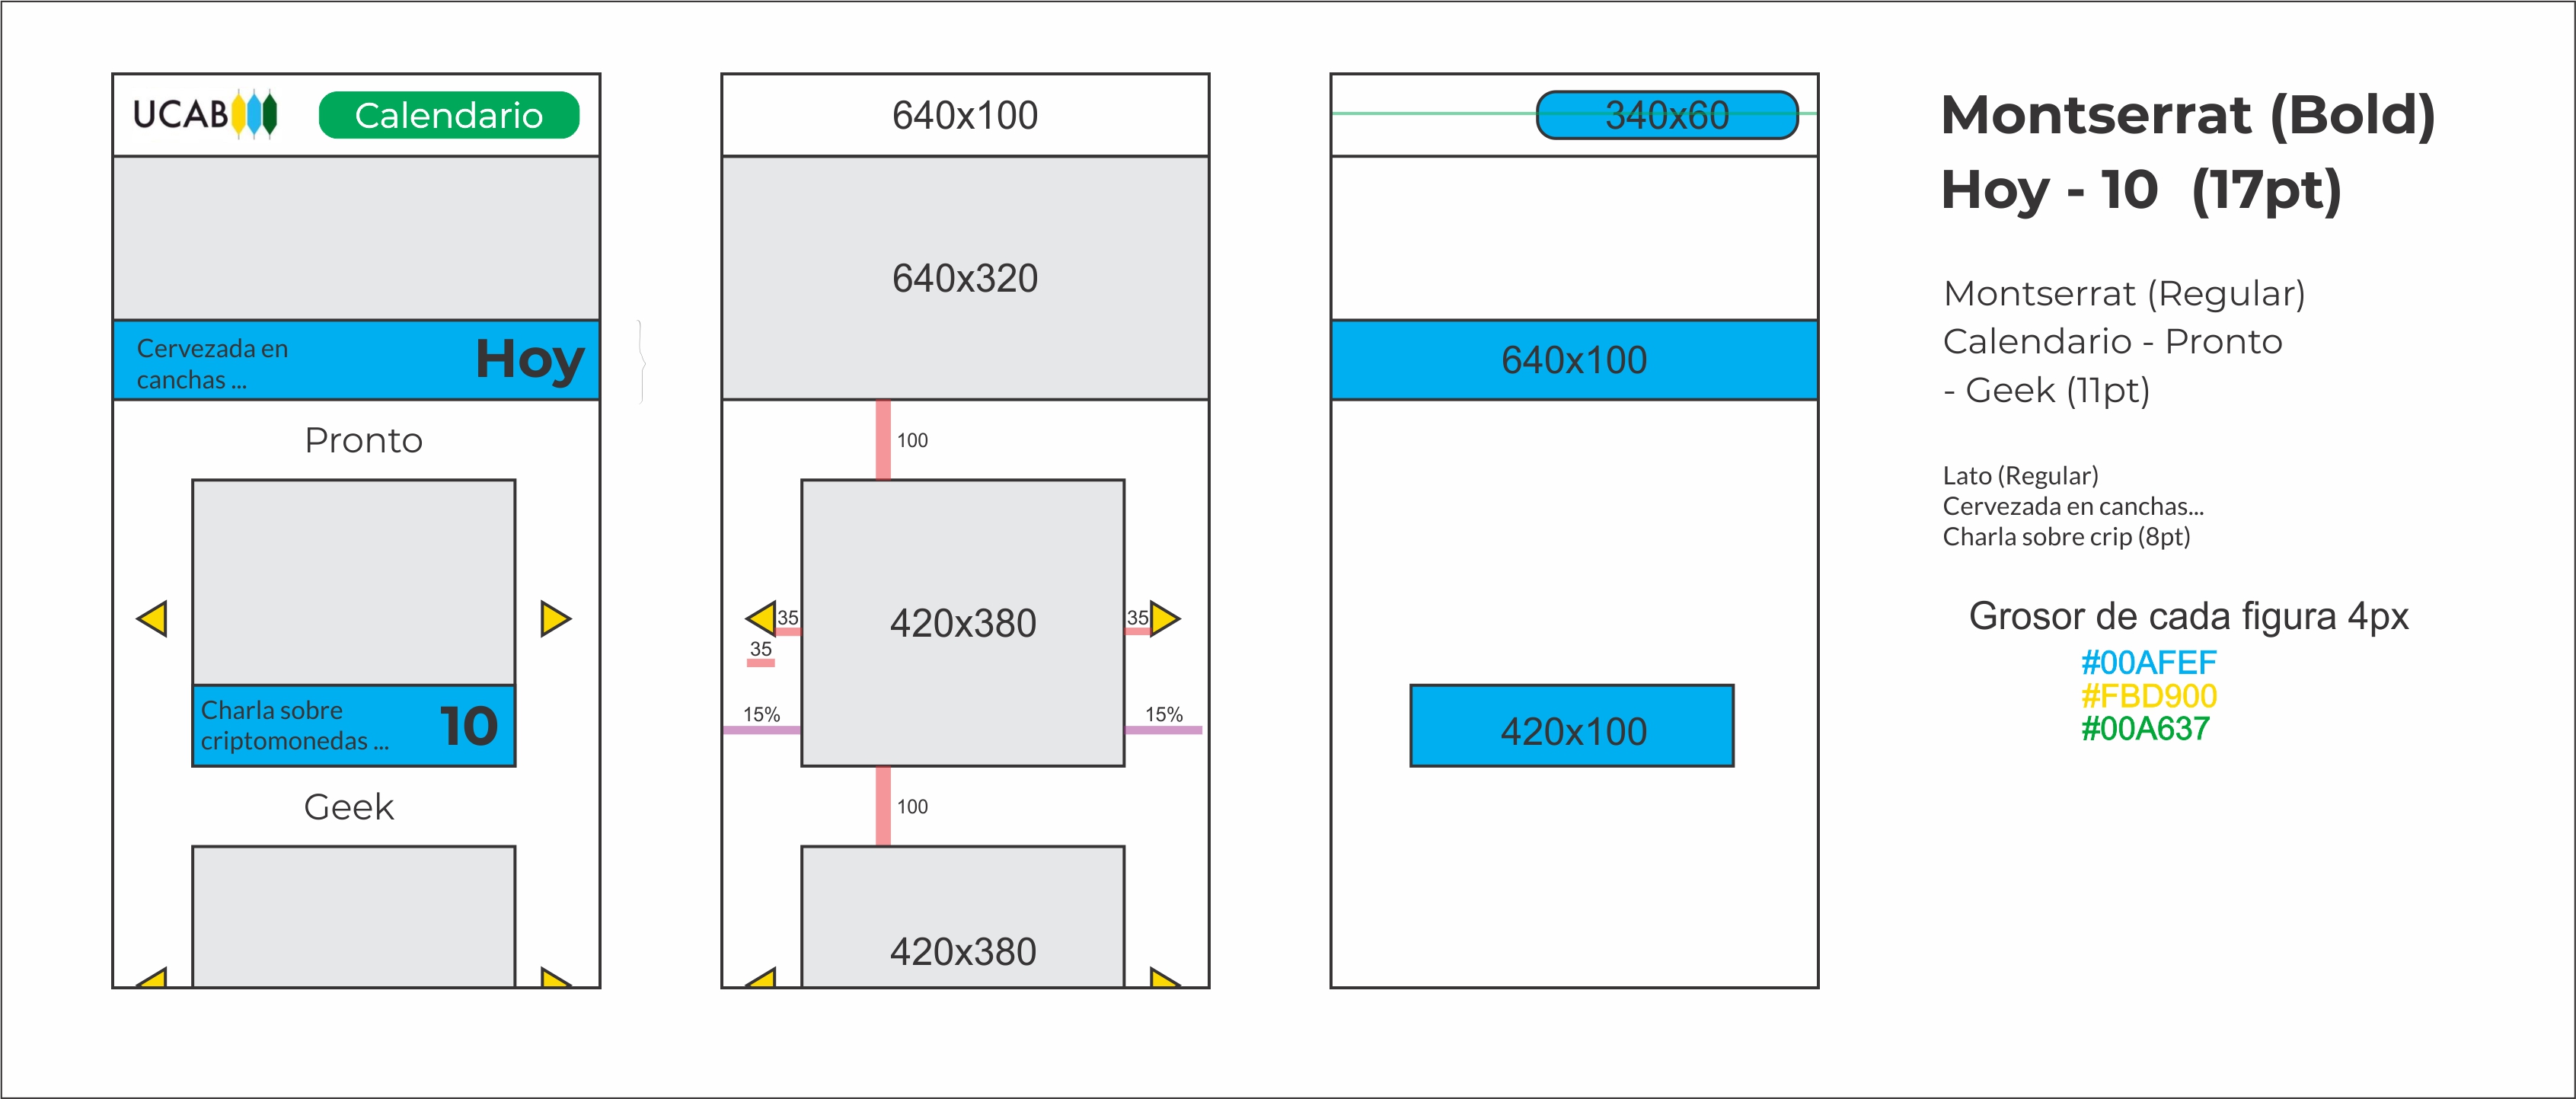 UCAB
Calendario
Cervezada en
canchas ...
Hoy
Pronto
Charla sobre
criptomonedas ...
10
Geek
640x100
640x320
100
420x380
35
35
35
15%
15%
100
420x380
340x60
640x100
420x100
Montserrat (Bold)
Hoy - 10 (17pt)
Montserrat (Regular)
Calendario - Pronto
- Geek (11pt)
Lato (Regular)
Cervezada en canchas...
Charla sobre crip (8pt)
Grosor de cada figura 4px
#00AFEF
#FBD900
#00A637